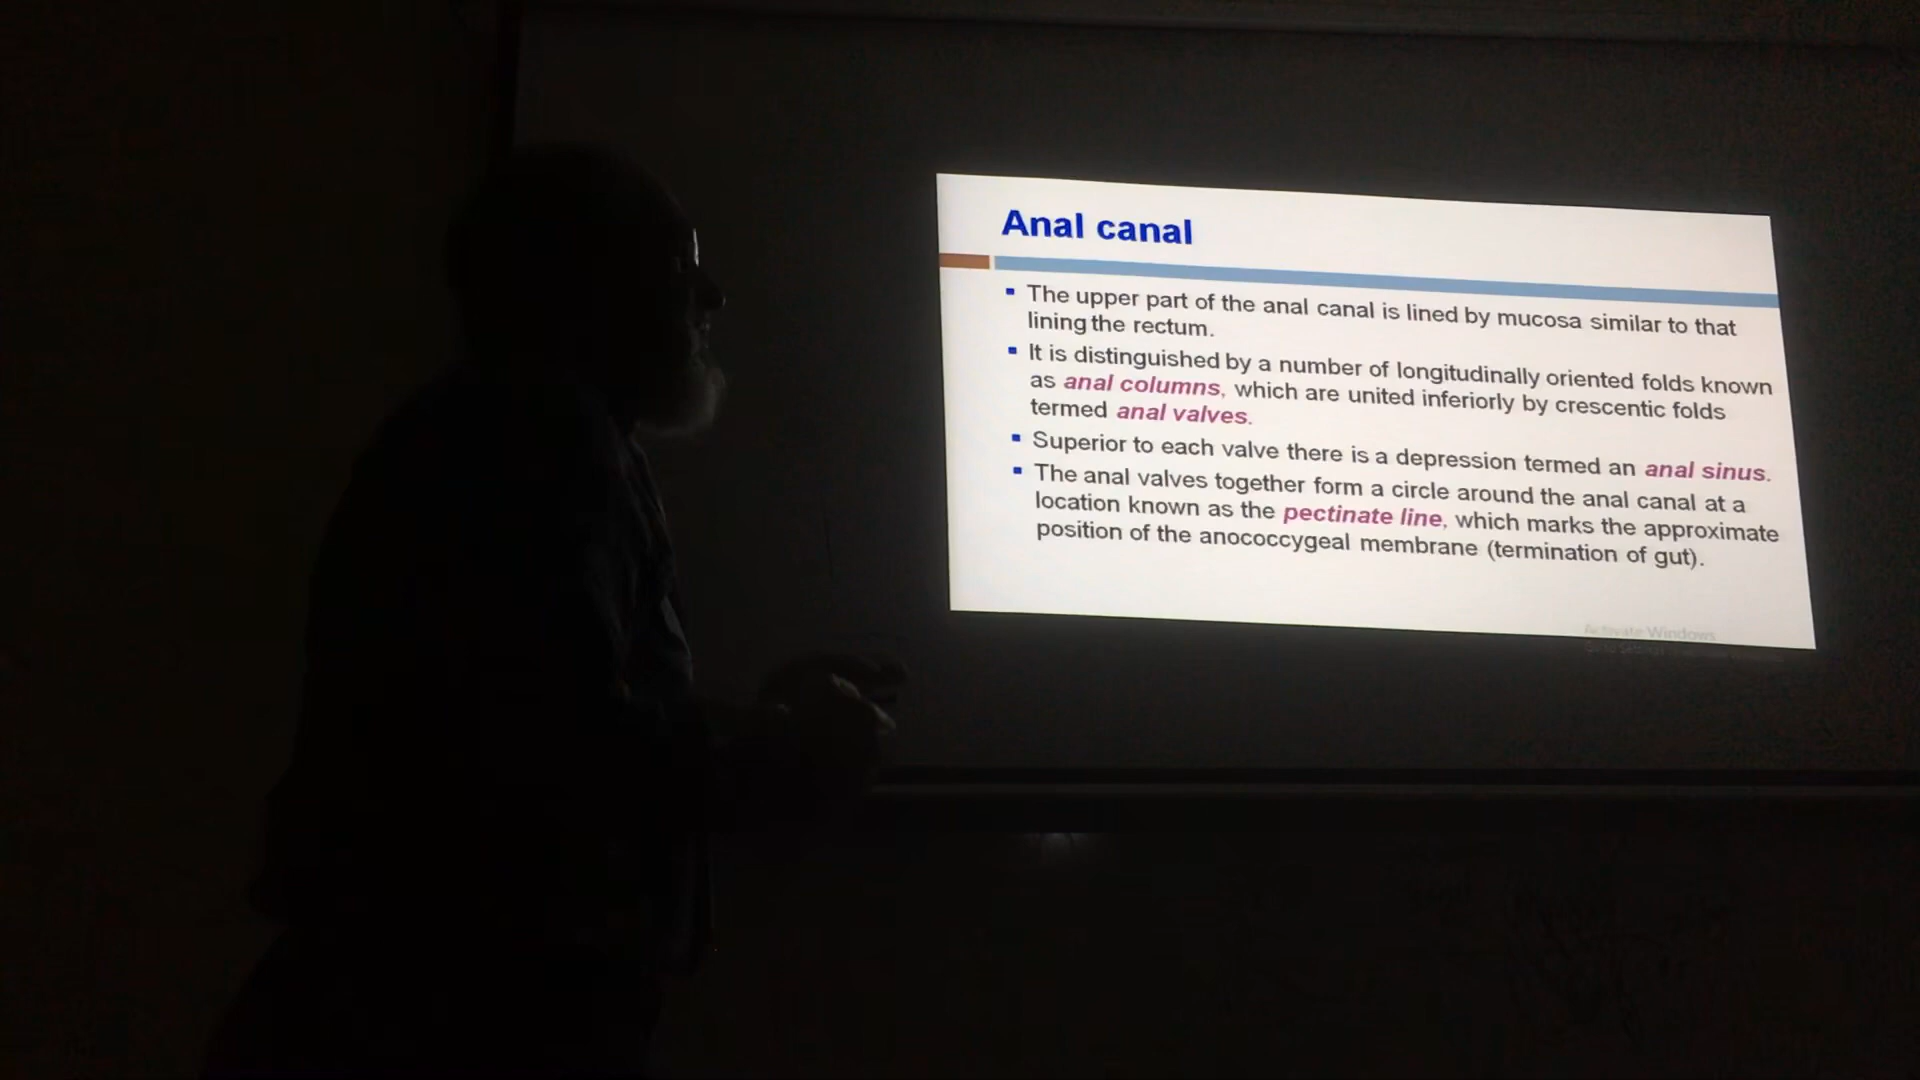 Anal canal
The upper part of the anal canal is lined by mucosa similar to that
lining the rectum.
It is distinguished by a number of longitudinally oriented folds known
as anal columns, which are united inferiorly by crescentic folds
termed anal valves.
Superior to each valve there is a depression termed an anal sinus.
The anal valves together form a circle around the anal canal at a
location known as the pectinate line, which marks the approximate
position of the anococcygeal membrane (termination of gut).
Activate Windows